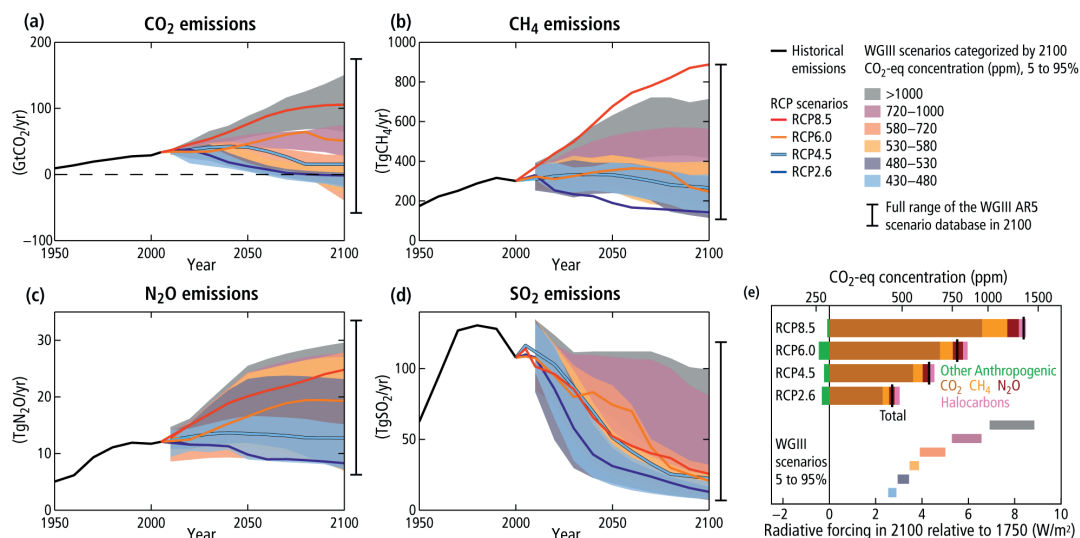 (a) CO2 emissions
200
100
0
−100
(GtCO2/yr)
1950 2000 2050 2100
Year
(b) CH4 emissions
1000
800
600
400
200
0
(TgCH4/yr)
1950 2000 2050 2100
Year
Historical
emissions
RCP scenarios
RCP8.5
RCP6.0
RCP4.5
RCP2.6
WGIII scenarios categorized by 2100
CO2-eq concentration (ppm), 5 to 95%
>1000
720−1000
580−720
530−580
480−530
430−480
Full range of the WGIII AR5
scenario database in 2100
(c) N2O emissions
30
20
10
0
(TgN2O/yr)
1950 2000 2050 2100
Year
(d) SO2 emissions
100
50
0
(TgSO2/yr)
1950 2000 2050 2100
Year
CO2-eq concentration (ppm)
(e) 250 500 750 1000 1500
RCP8.5
RCP6.0
RCP4.5
RCP2.6
Other Anthropogenic
CO2 CH4 N2O
Halocarbons
Total
WGIII
scenarios
5 to 95%
−2 0 2 4 6 8 10
Radiative forcing in 2100 relative to 1750 (W/m2)